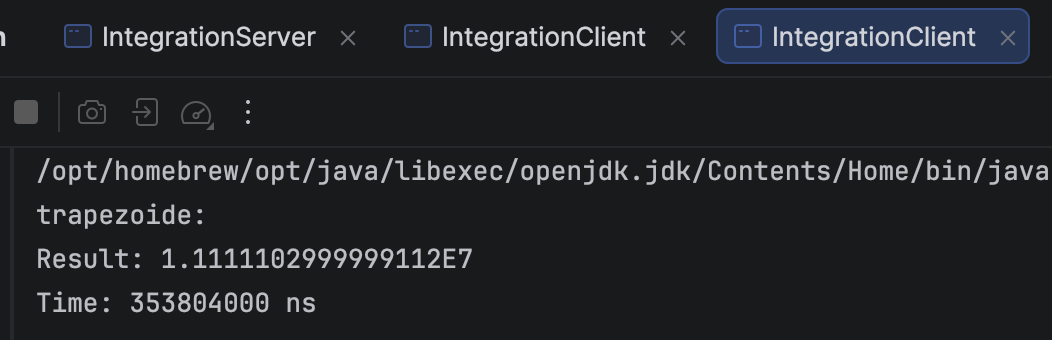 n IntegrationServer IntegrationClient IntegrationClient
/opt/homebrew/opt/java/libexec/openjdk.jdk/Contents/Home/bin/java
trapezoide:
Result: 1.1111102999999112E7
Time: 353804000 ns